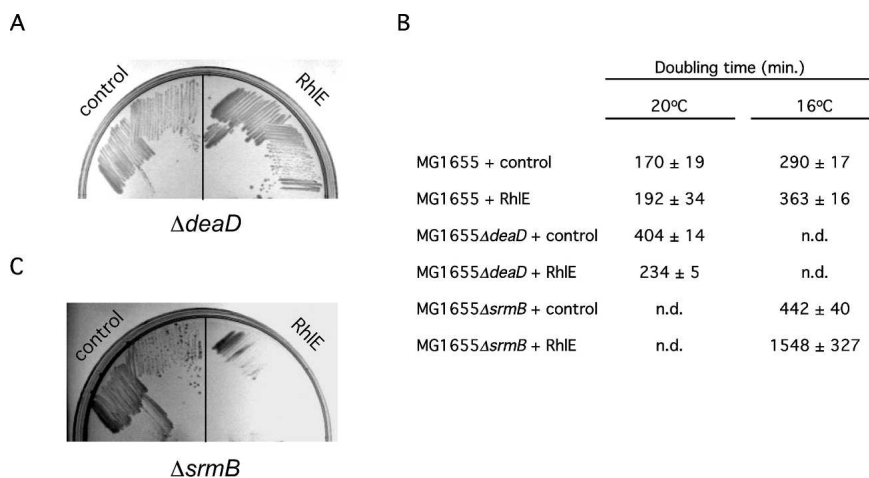 A
control
RhlE
ΔdeaD
B
Doubling time (min.)
20ºC 16ºC
MG1655 + control 170 ± 19 290 ± 17
MG1655 + RhlE 192 ± 34 363 ± 16
MG1655ΔdeaD + control 404 ± 14 n.d.
MG1655ΔdeaD + RhlE 234 ± 5 n.d.
MG1655ΔsrmB + control n.d. 442 ± 40
MG1655ΔsrmB + RhlE n.d. 1548 ± 327
C
control
RhlE
ΔsrmB